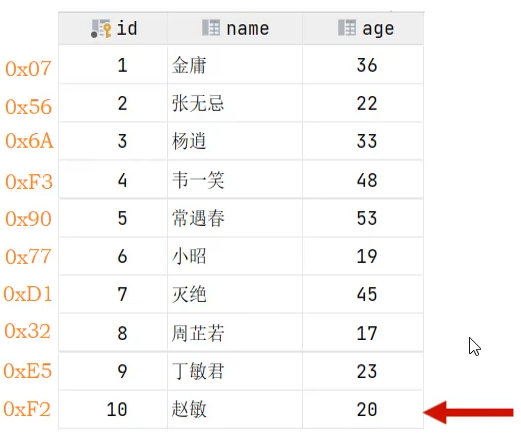 id name age
0x07 1 金庸 36
0x56 2 张无忌 22
0x6A 3 杨逍 33
0xF3 4 韦一笑 48
0x90 5 常遇春 53
0x77 6 小昭 19
0xD1 7 灭绝 45
0x32 8 周芷若 17
0xE5 9 丁敏君 23
0xF2 10 赵敏 20